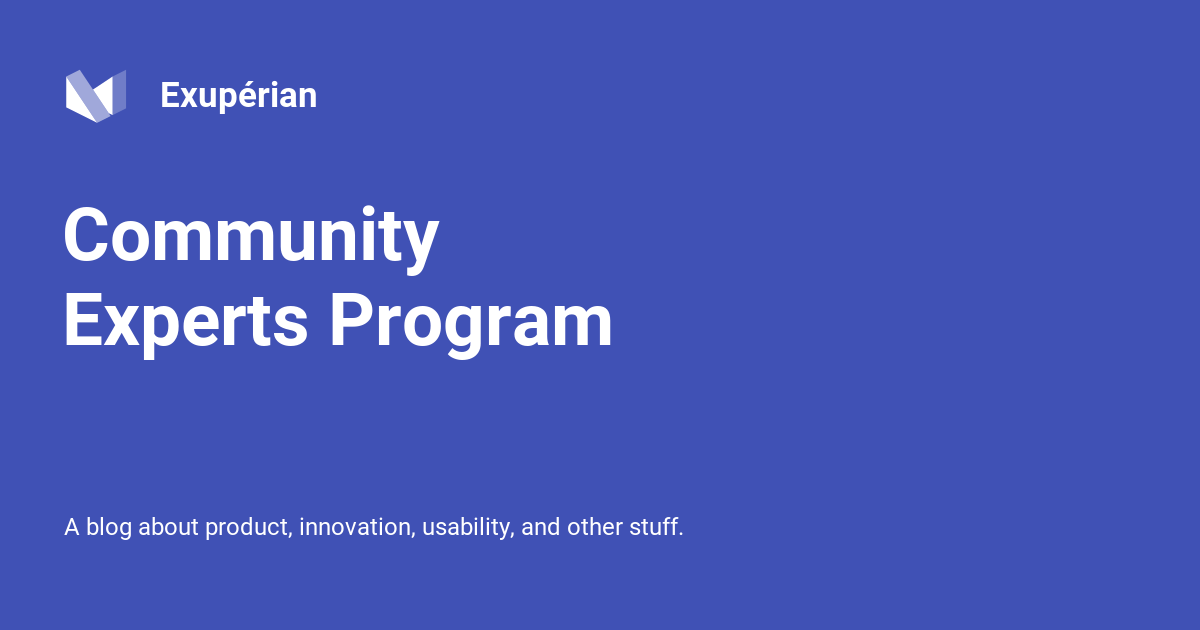 Exupérian
Community
Experts Program
A blog about product, innovation, usability, and other stuff.